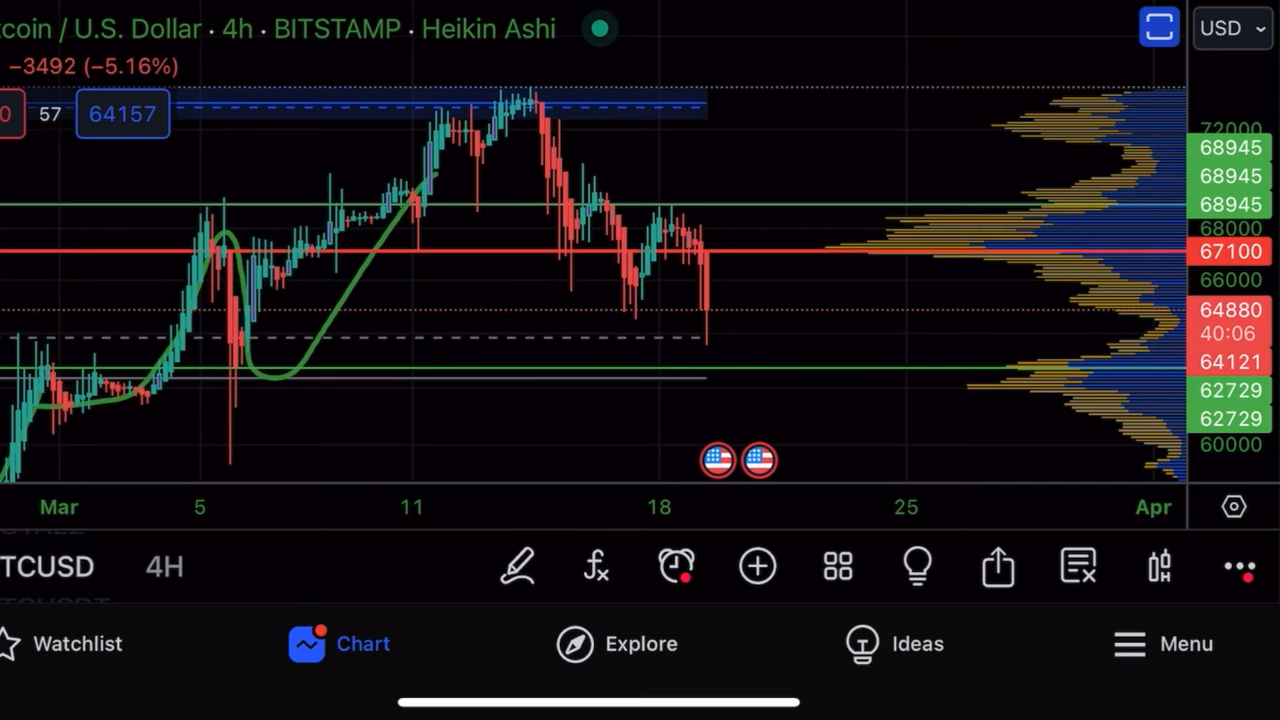 tcoin / U.S. Dollar · 4h · BITSTAMP · Heikin Ashi
USD
−3492 (−5.16%)
0 57 64157
72000
68945
68945
68945
68000
67100
66000
64880
40:06
64121
62729
62729
60000
Mar 5 11 18 25 Apr
TCUSD 4H
Watchlist Chart Explore Ideas Menu